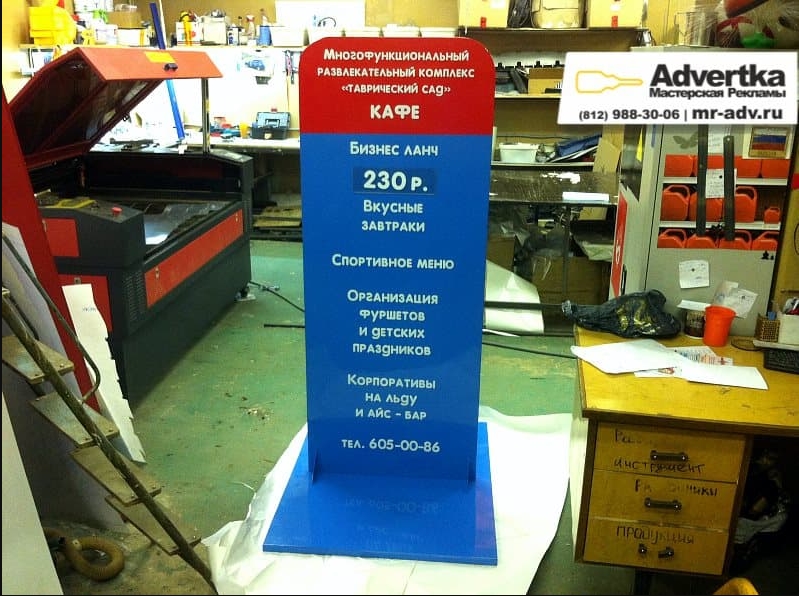 Многофункциональный
развлекательный комплекс
«Таврический сад»
КАФЕ
Бизнес ланч
230 р.
Вкусные
завтраки
Спортивное меню
Организация
фуршетов
и детских
праздников
Корпоративы
на льду
и айс - бар
тел. 605-00-86
Advertka
Мастерская Рекламы
(812) 988-30-06 | mr-adv.ru
инструмент
продукция